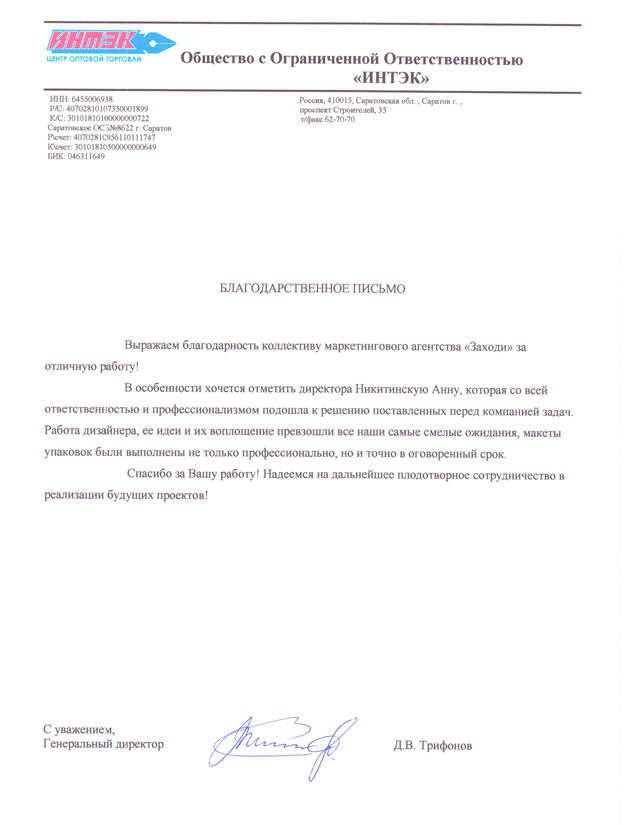 ИНТЭК
ЦЕНТР ОПТОВОЙ ТОРГОВЛИ
Общество с Ограниченной Ответственностью
«ИНТЭК»
ИНН: 6455006938
Р/С: 40702810107350001899
К/С: 30101810100000000722
Саратовское ОСБ№8622 г. Саратов
Р\счет: 40702810956110111747
К\счет: 30101810500000000649
БИК: 046311649
Россия, 410015, Саратовская обл. , Саратов г. ,
проспект Строителей, 35
т/факс 62-70-70
БЛАГОДАРСТВЕННОЕ ПИСЬМО
Выражаем благодарность коллективу маркетингового агентства «Заходи» за
отличную работу!
В особенности хочется отметить директора Никитинскую Анну, которая со всей
ответственностью и профессионализмом подошла к решению поставленных перед компанией задач.
Работа дизайнера, ее идеи и их воплощение превзошли все наши самые смелые ожидания, макеты
упаковок были выполнены не только профессионально, но и точно в оговоренный срок.
Спасибо за Вашу работу! Надеемся на дальнейшее плодотворное сотрудничество в
реализации будущих проектов!
С уважением,
Генеральный директор
Д.В. Трифонов